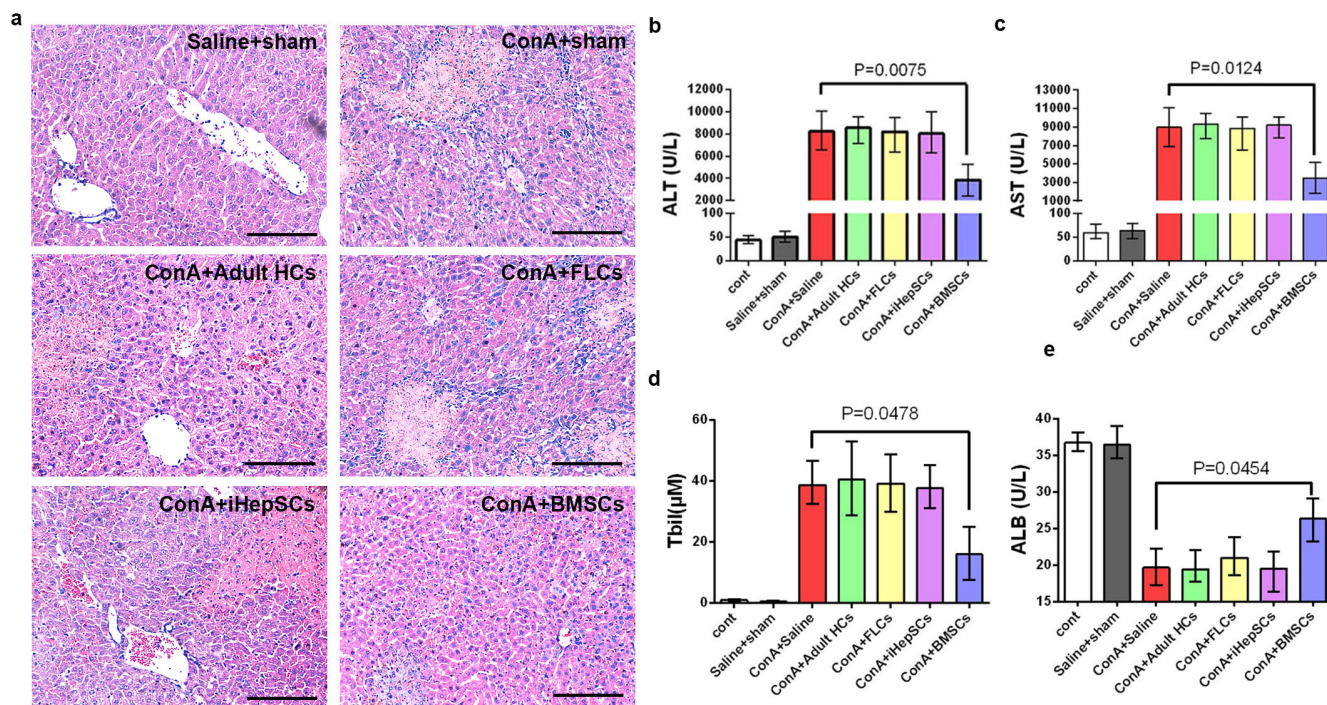 a
Saline+sham
ConA+sham
ConA+Adult HCs
ConA+FLCs
ConA+iHepSCs
ConA+BMSCs
b
P=0.0075
ALT (U/L)
12000
10000
8000
6000
4000
2000
100
50
0
cont
Saline+sham
ConA+Saline
ConA+Adult HCs
ConA+FLCs
ConA+iHepSCs
ConA+BMSCs
c
P=0.0124
AST (U/L)
13000
11000
9000
7000
5000
3000
1000
100
50
0
cont
Saline+sham
ConA+Saline
ConA+Adult HCs
ConA+FLCs
ConA+iHepSCs
ConA+BMSCs
d
P=0.0478
Tbil(µM)
60
40
20
0
cont
Saline+sham
ConA+Saline
ConA+Adult HCs
ConA+FLCs
ConA+iHepSCs
ConA+BMSCs
e
P=0.0454
ALB (U/L)
40
35
30
25
20
15
cont
Saline+sham
ConA+Saline
ConA+Adult HCs
ConA+FLCs
ConA+iHepSCs
ConA+BMSCs